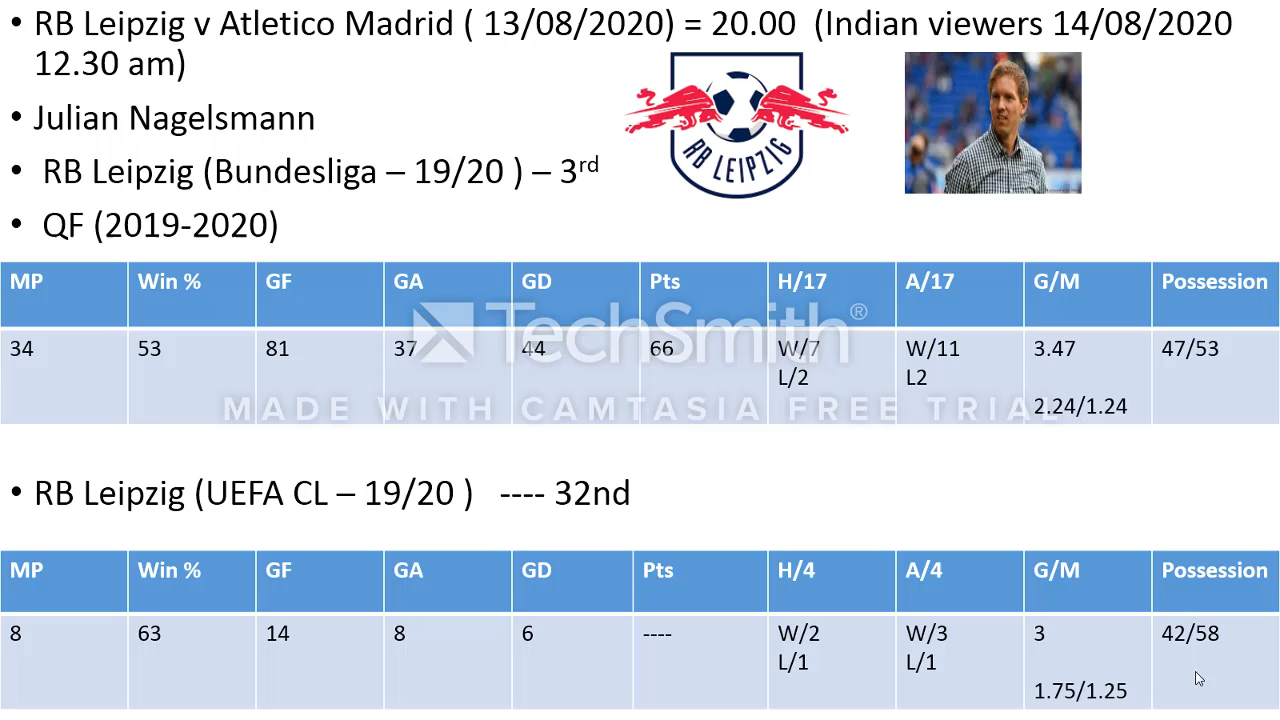 • RB Leipzig v Atletico Madrid ( 13/08/2020) = 20.00 (Indian viewers 14/08/2020
12.30 am)
• Julian Nagelsmann
• RB Leipzig (Bundesliga – 19/20 ) – 3rd
• QF (2019-2020)
RB LEIPZIG
MP Win % GF GA GD Pts H/17 A/17 G/M Possession
34 53 81 37 44 66 W/7 W/11 3.47 47/53
L/2 L2
2.24/1.24
TechSmith®
MADE WITH CAMTASIA FREE TRIAL
• RB Leipzig (UEFA CL – 19/20 ) ---- 32nd
MP Win % GF GA GD Pts H/4 A/4 G/M Possession
8 63 14 8 6 ---- W/2 W/3 3 42/58
L/1 L/1
1.75/1.25